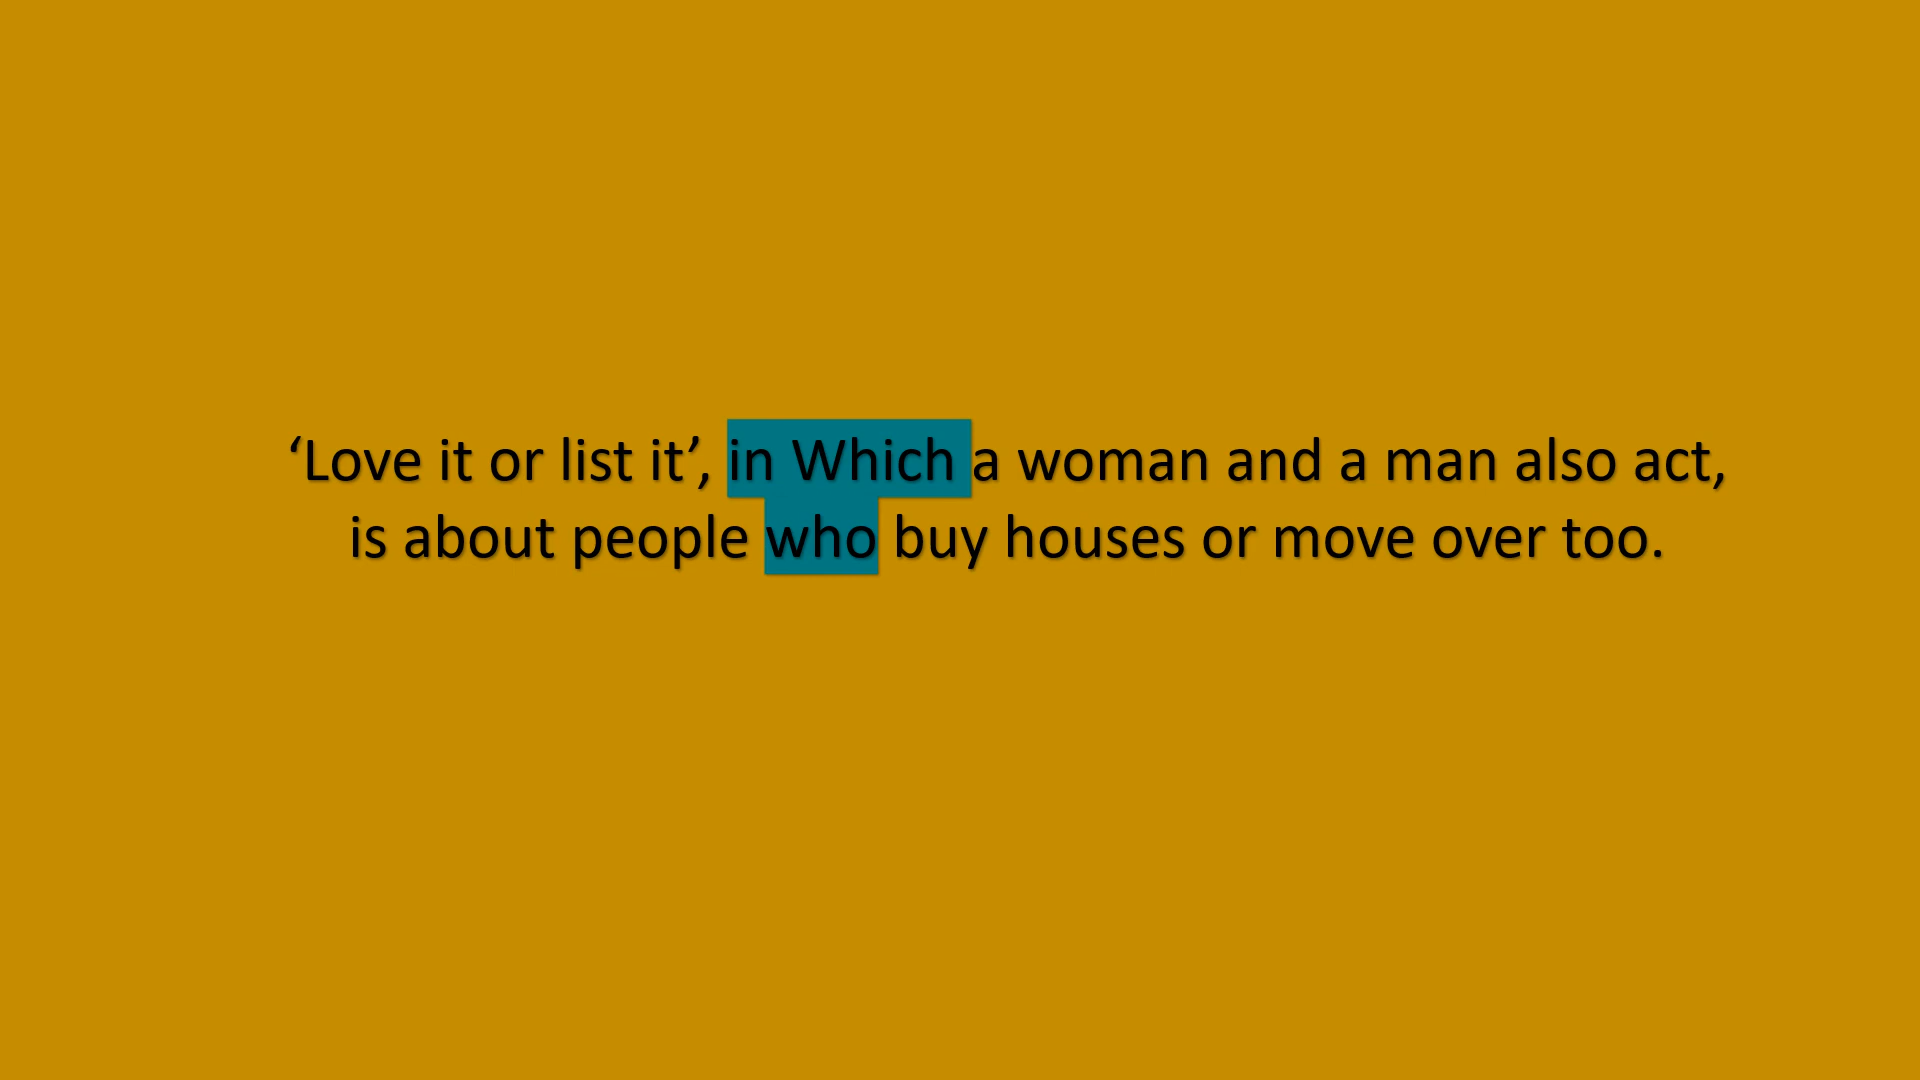 ‘Love it or list it’, in Which a woman and a man also act,
is about people who buy houses or move over too.